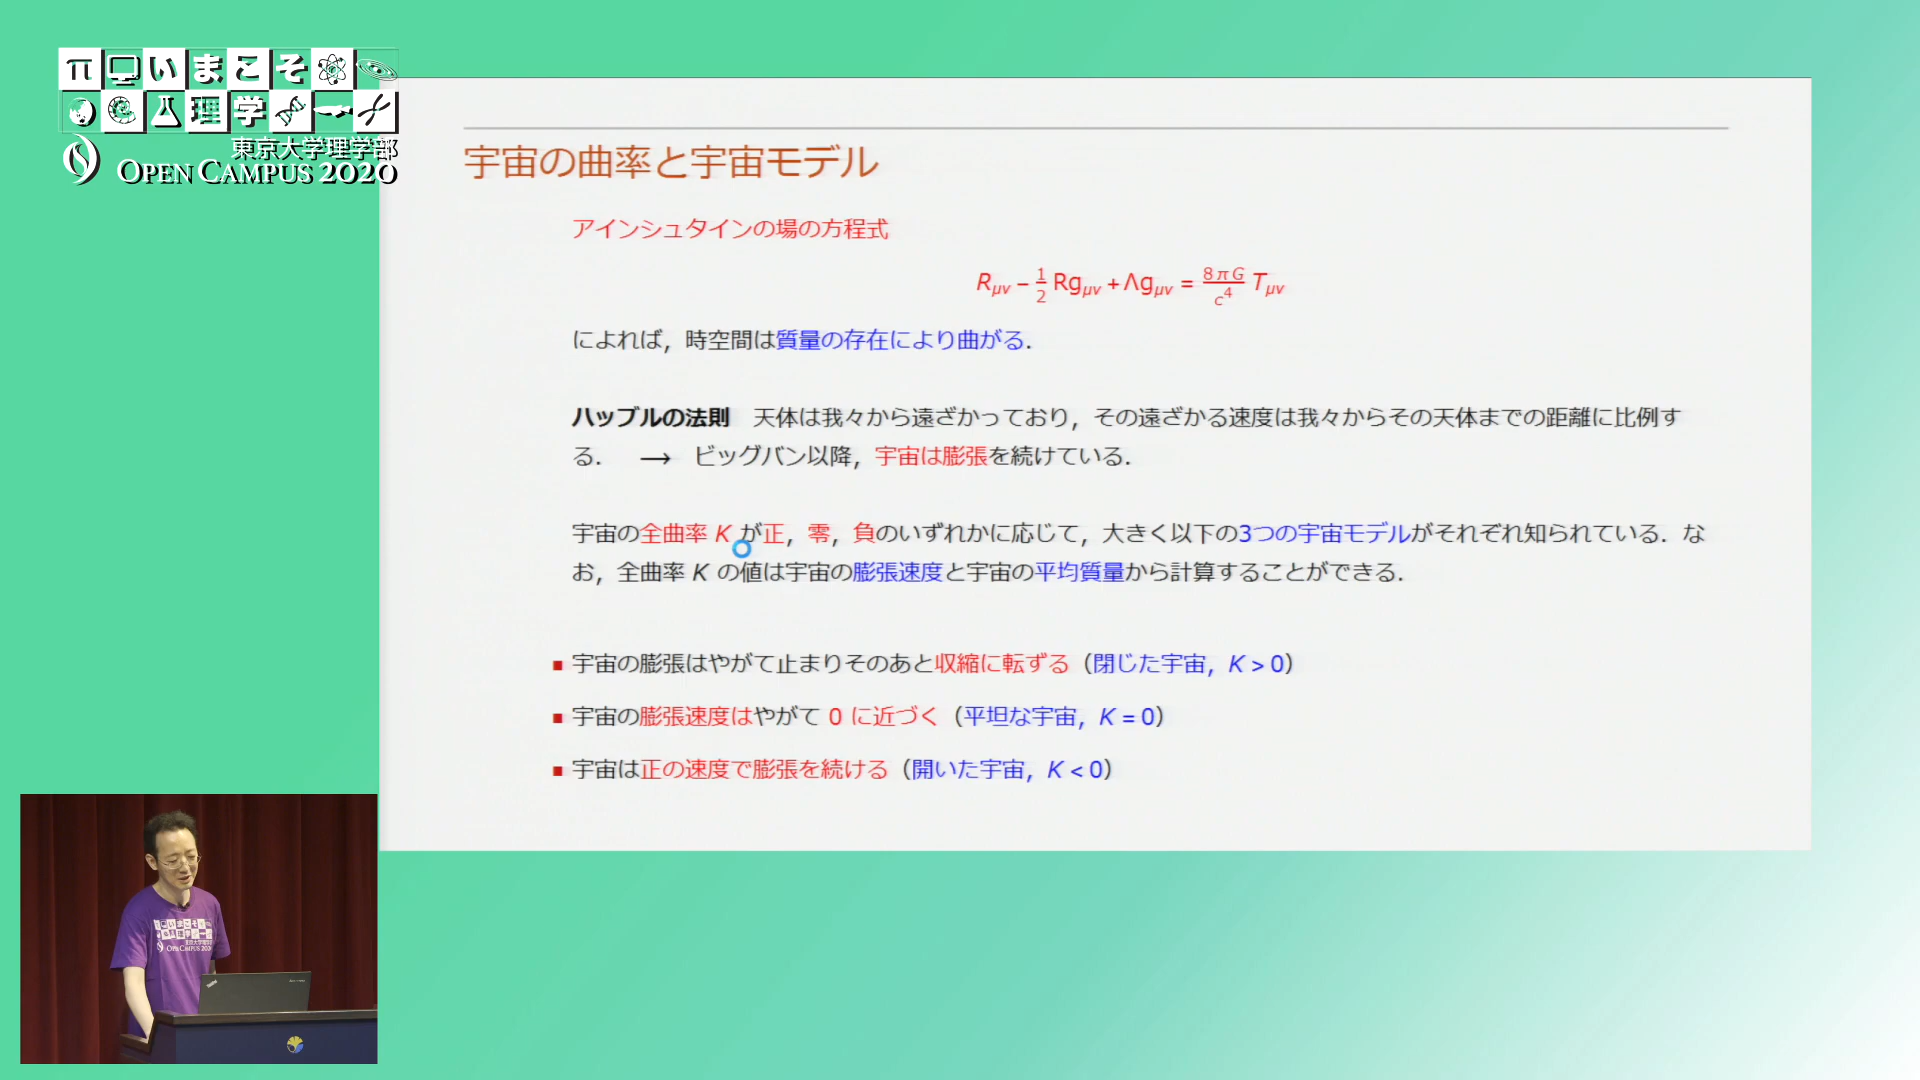 いまこそ
理学
東京大学理学部
OPEN CAMPUS 2020
宇宙の曲率と宇宙モデル
アインシュタインの場の方程式
Rμν − 1/2 Rgμν + Λgμν = 8πG/c⁴ Tμν
によれば，時空間は質量の存在により曲がる．
ハッブルの法則　天体は我々から遠ざかっており，その遠ざかる速度は我々からその天体までの距離に比例す
る．　⟶　ビッグバン以降，宇宙は膨張を続けている．
宇宙の全曲率 K が正，零，負のいずれかに応じて，大きく以下の3つの宇宙モデルがそれぞれ知られている．な
お，全曲率 K の値は宇宙の膨張速度と宇宙の平均質量から計算することができる．
■ 宇宙の膨張はやがて止まりそのあと収縮に転ずる（閉じた宇宙，K > 0）
■ 宇宙の膨張速度はやがて 0 に近づく（平坦な宇宙，K = 0）
■ 宇宙は正の速度で膨張を続ける（開いた宇宙，K < 0）
OPEN CAMPUS 2020